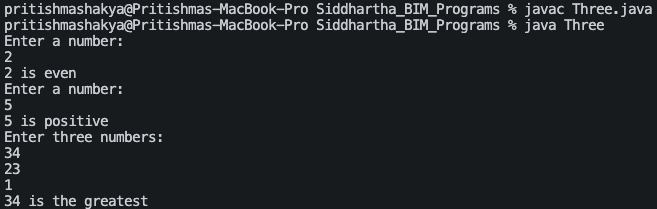 pritishmashakya@Pritishmas-MacBook-Pro Siddhartha_BIM_Programs % javac Three.java
pritishmashakya@Pritishmas-MacBook-Pro Siddhartha_BIM_Programs % java Three
Enter a number:
2
2 is even
Enter a number:
5
5 is positive
Enter three numbers:
34
23
1
34 is the greatest